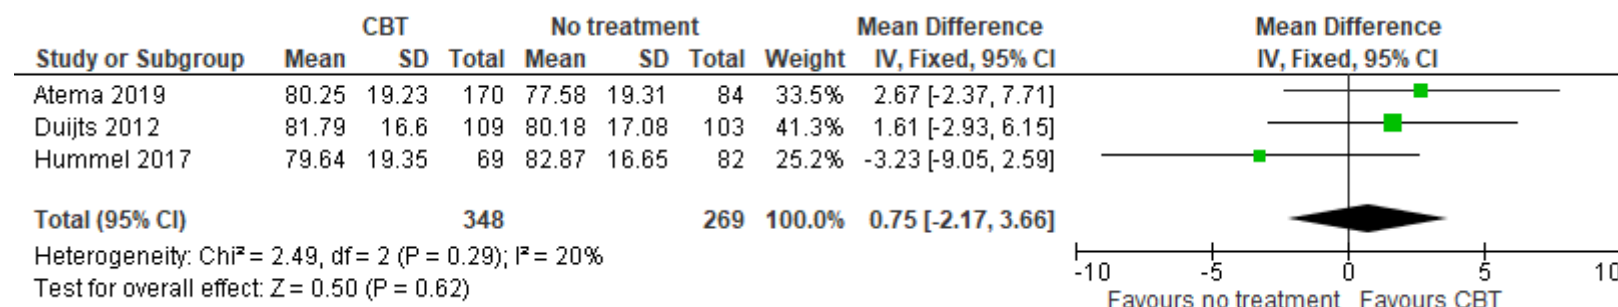 CBT No treatment Mean Difference Mean Difference
Study or Subgroup Mean SD Total Mean SD Total Weight IV, Fixed, 95% CI IV, Fixed, 95% CI
Atema 2019 80.25 19.23 170 77.58 19.31 84 33.5% 2.67 [-2.37, 7.71]
Duijts 2012 81.79 16.6 109 80.18 17.08 103 41.3% 1.61 [-2.93, 6.15]
Hummel 2017 79.64 19.35 69 82.87 16.65 82 25.2% -3.23 [-9.05, 2.59]
Total (95% CI) 348 269 100.0% 0.75 [-2.17, 3.66]
Heterogeneity: Chi² = 2.49, df = 2 (P = 0.29); I² = 20%
Test for overall effect: Z = 0.50 (P = 0.62)
-10 -5 0 5 10
Favours no treatment Favours CBT